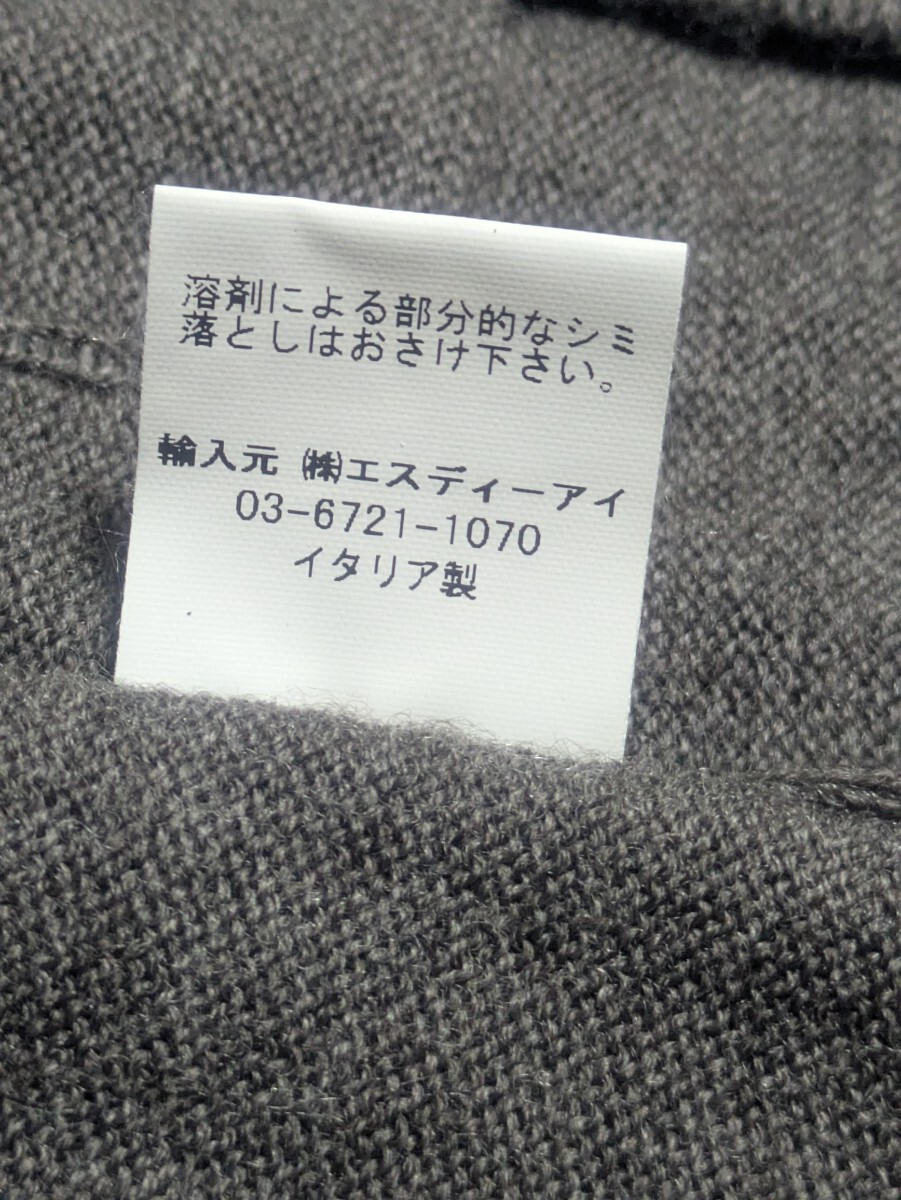 溶剤による部分的なシミ
落としはおさけ下さい。
輸入元 ㈱エスディーアイ
03-6721-1070
イタリア製